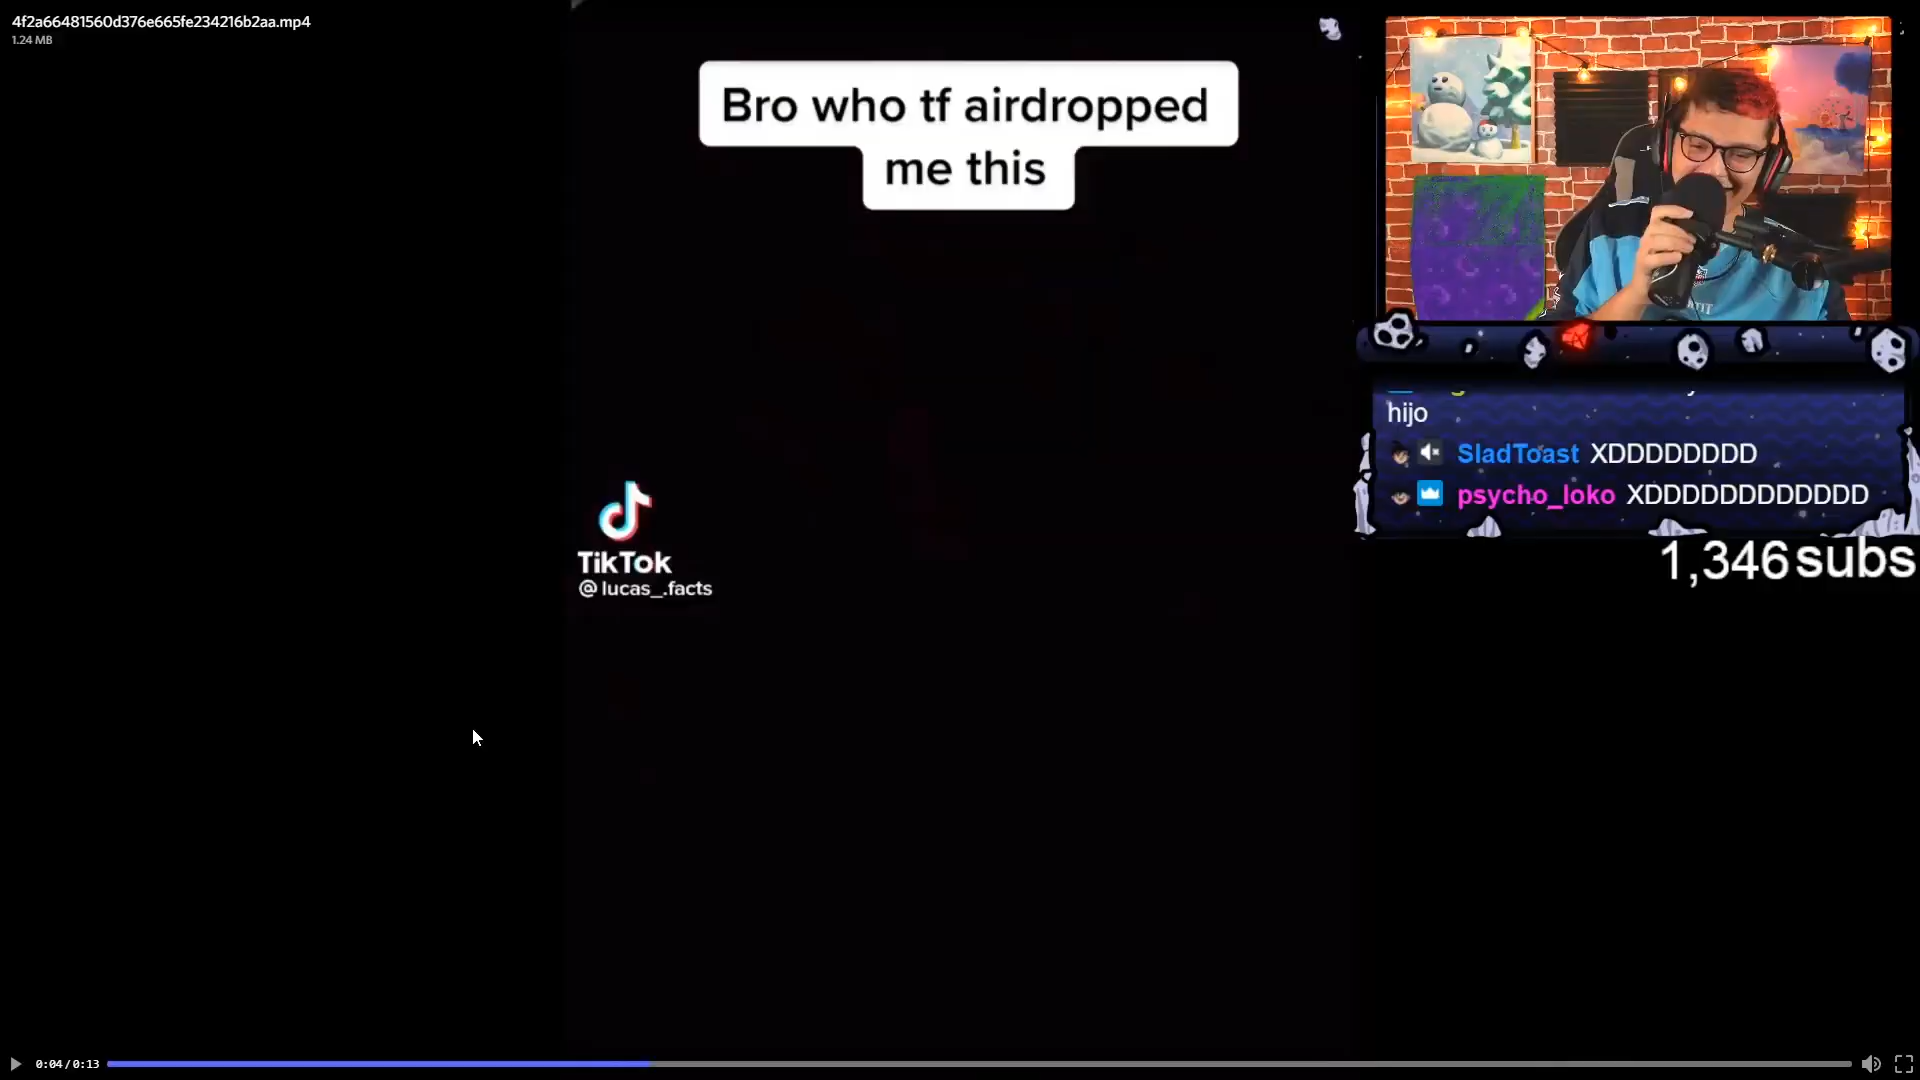 4f2a66481560d376e665fe234216b2aa.mp4
1.24 MB
Bro who tf airdropped
me this
hijo
SladToast XDDDDDDDD
psycho_loko XDDDDDDDDDDDD
1,346 subs
TikTok
@lucas_.facts
0:04/0:13